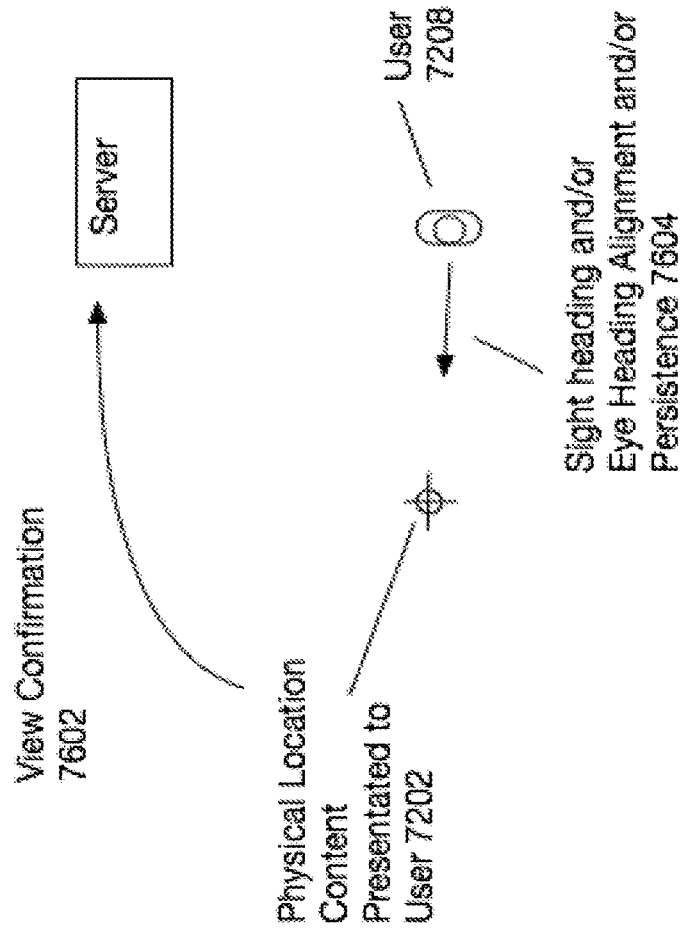 View Confirmation
7602
Server
Physical Location
Content
Presentated to
User 7202
User
7208
Sight heading and/or
Eye Heading Alignment and/or
Persistence 7604